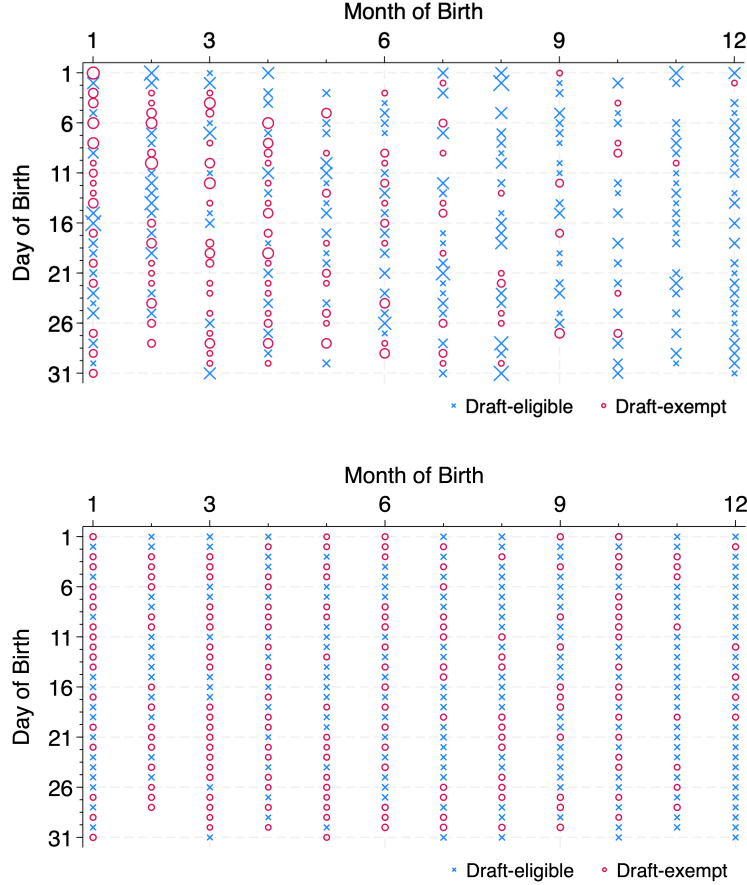 Month of Birth
1 3 6 9 12
Day of Birth
1
6
11
16
21
26
31
Draft-eligible Draft-exempt
Month of Birth
1 3 6 9 12
Day of Birth
1
6
11
16
21
26
31
Draft-eligible Draft-exempt